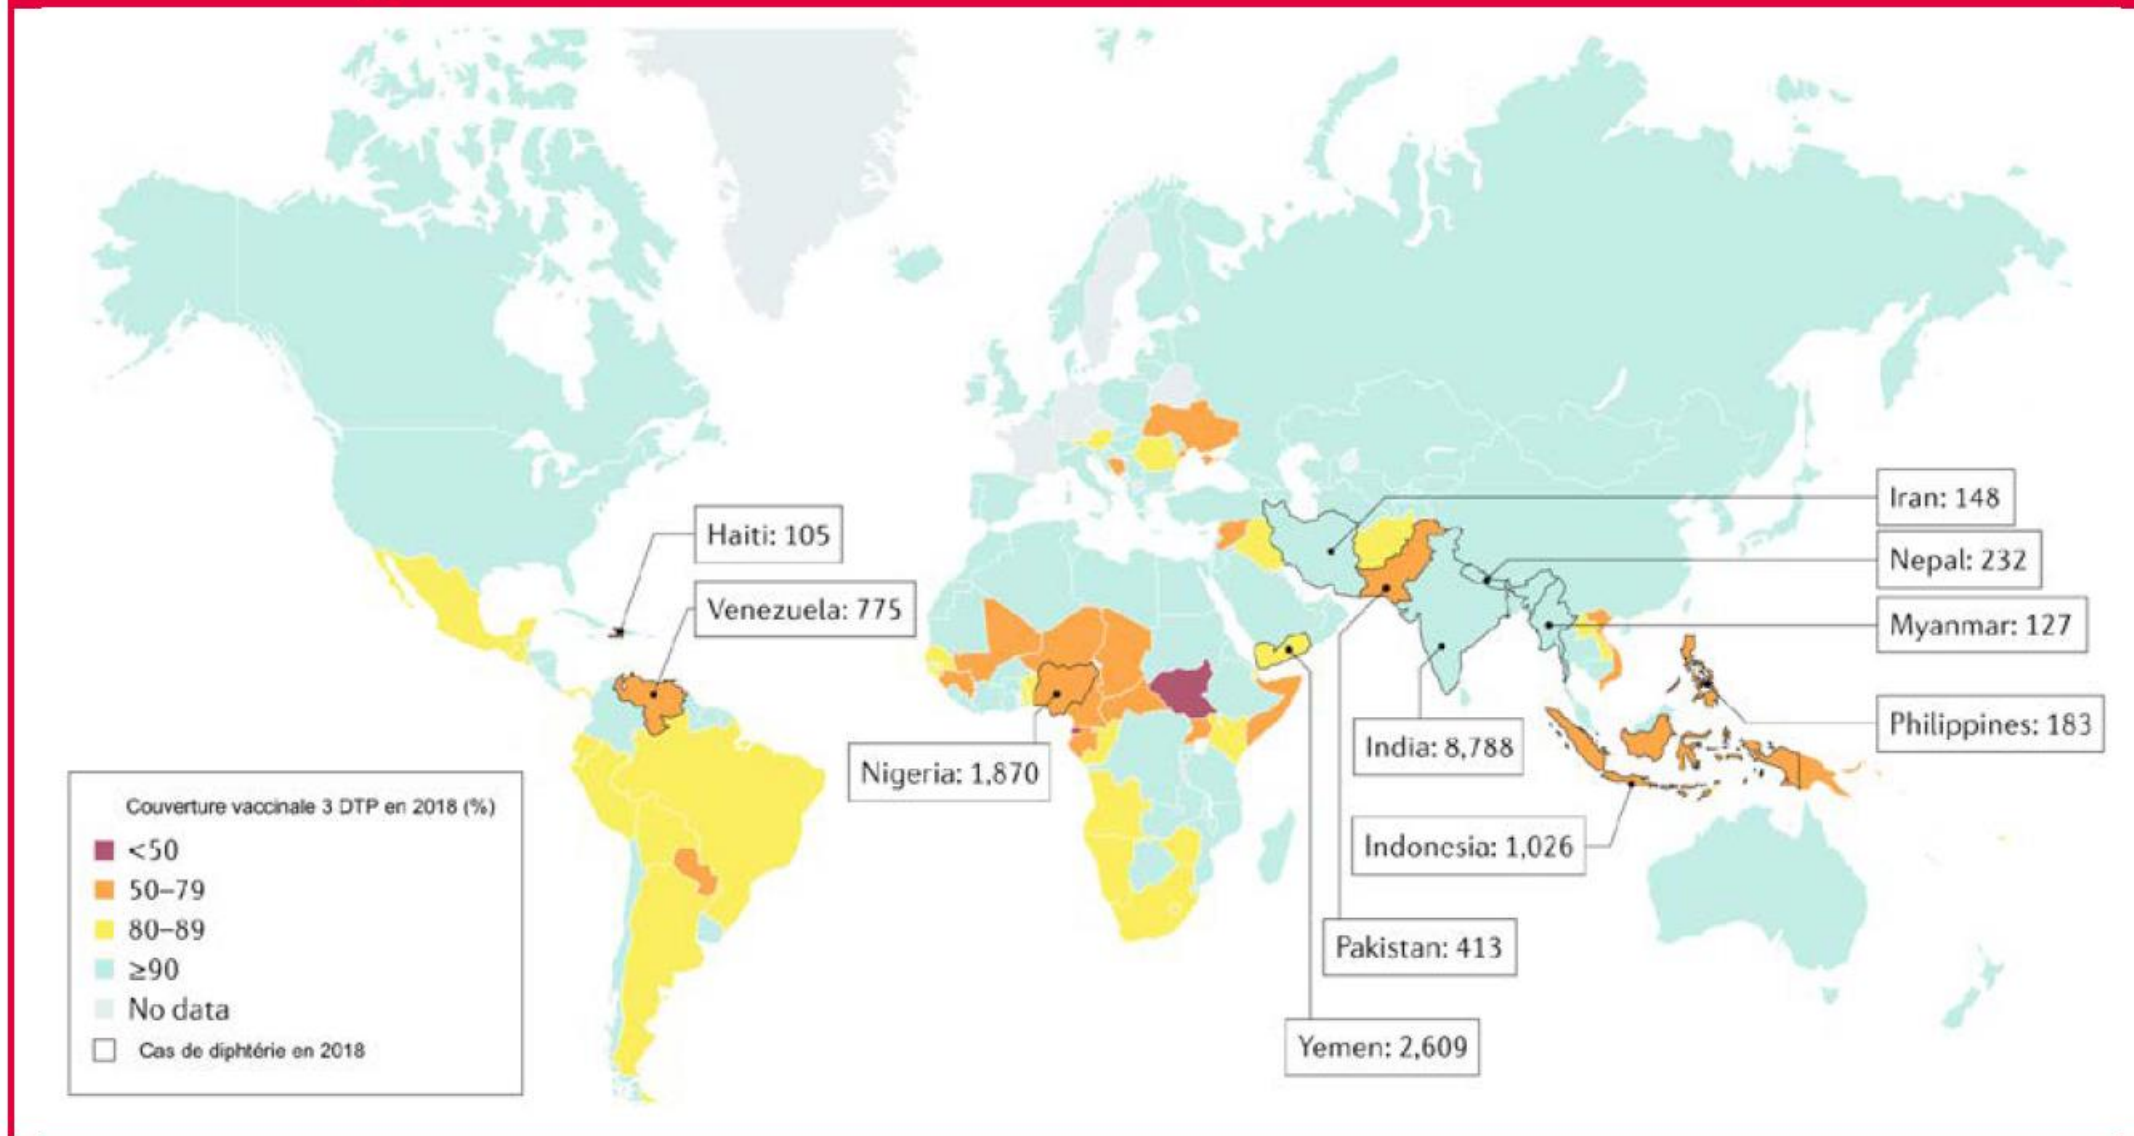 Haiti: 105
Venezuela: 775
Iran: 148
Nepal: 232
Myanmar: 127
Philippines: 183
Nigeria: 1,870
India: 8,788
Indonesia: 1,026
Pakistan: 413
Yemen: 2,609
Couverture vaccinale 3 DTP en 2018 (%)
<50
50–79
80–89
≥90
No data
Cas de diphtérie en 2018